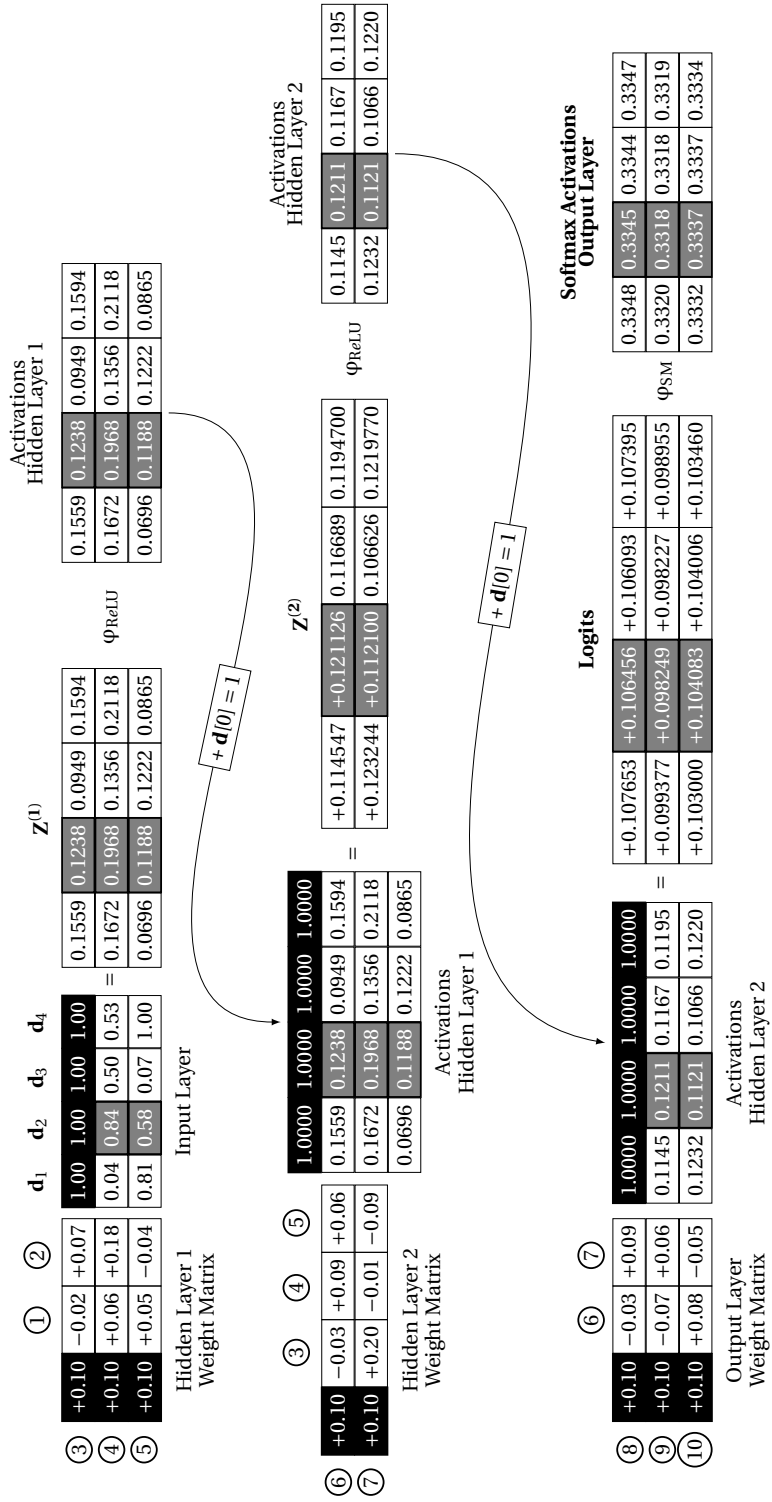 Activations
Hidden Layer 1
Z(1)
d1 d2 d3 d4
① ②
③ +0.10 −0.02 +0.07 1.00 1.00 1.00 1.00 0.1559 0.1238 0.0949 0.1594 0.1559 0.1238 0.0949 0.1594
④ +0.10 +0.06 +0.18 0.04 0.84 0.50 0.53 = 0.1672 0.1968 0.1356 0.2118 φReLU 0.1672 0.1968 0.1356 0.2118
⑤ +0.10 +0.05 −0.04 0.81 0.58 0.07 1.00 0.0696 0.1188 0.1222 0.0865 0.0696 0.1188 0.1222 0.0865
Hidden Layer 1
Weight Matrix
Input Layer
+ d[0] = 1
Activations
Hidden Layer 2
Z(2)
③ ④ ⑤
1.0000 1.0000 1.0000 1.0000
⑥ +0.10 −0.03 +0.09 +0.06 0.1559 0.1238 0.0949 0.1594 = +0.114547 +0.121126 0.116689 0.1194700 φReLU 0.1145 0.1211 0.1167 0.1195
⑦ +0.10 +0.20 −0.01 −0.09 0.1672 0.1968 0.1356 0.2118 +0.123244 +0.112100 0.106626 0.1219770 0.1232 0.1121 0.1066 0.1220
0.0696 0.1188 0.1222 0.0865
Hidden Layer 2
Weight Matrix
Activations
Hidden Layer 1
+ d[0] = 1
Softmax Activations
Output Layer
Logits
⑥ ⑦
⑧ +0.10 −0.03 +0.09 1.0000 1.0000 1.0000 1.0000 +0.107653 +0.106456 +0.106093 +0.107395 0.3348 0.3345 0.3344 0.3347
⑨ +0.10 −0.07 +0.06 0.1145 0.1211 0.1167 0.1195 = +0.099377 +0.098249 +0.098227 +0.098955 φSM 0.3320 0.3318 0.3318 0.3319
⑩ +0.10 +0.08 −0.05 0.1232 0.1121 0.1066 0.1220 +0.103000 +0.104083 +0.104006 +0.103460 0.3332 0.3337 0.3337 0.3334
Output Layer
Weight Matrix
Activations
Hidden Layer 2